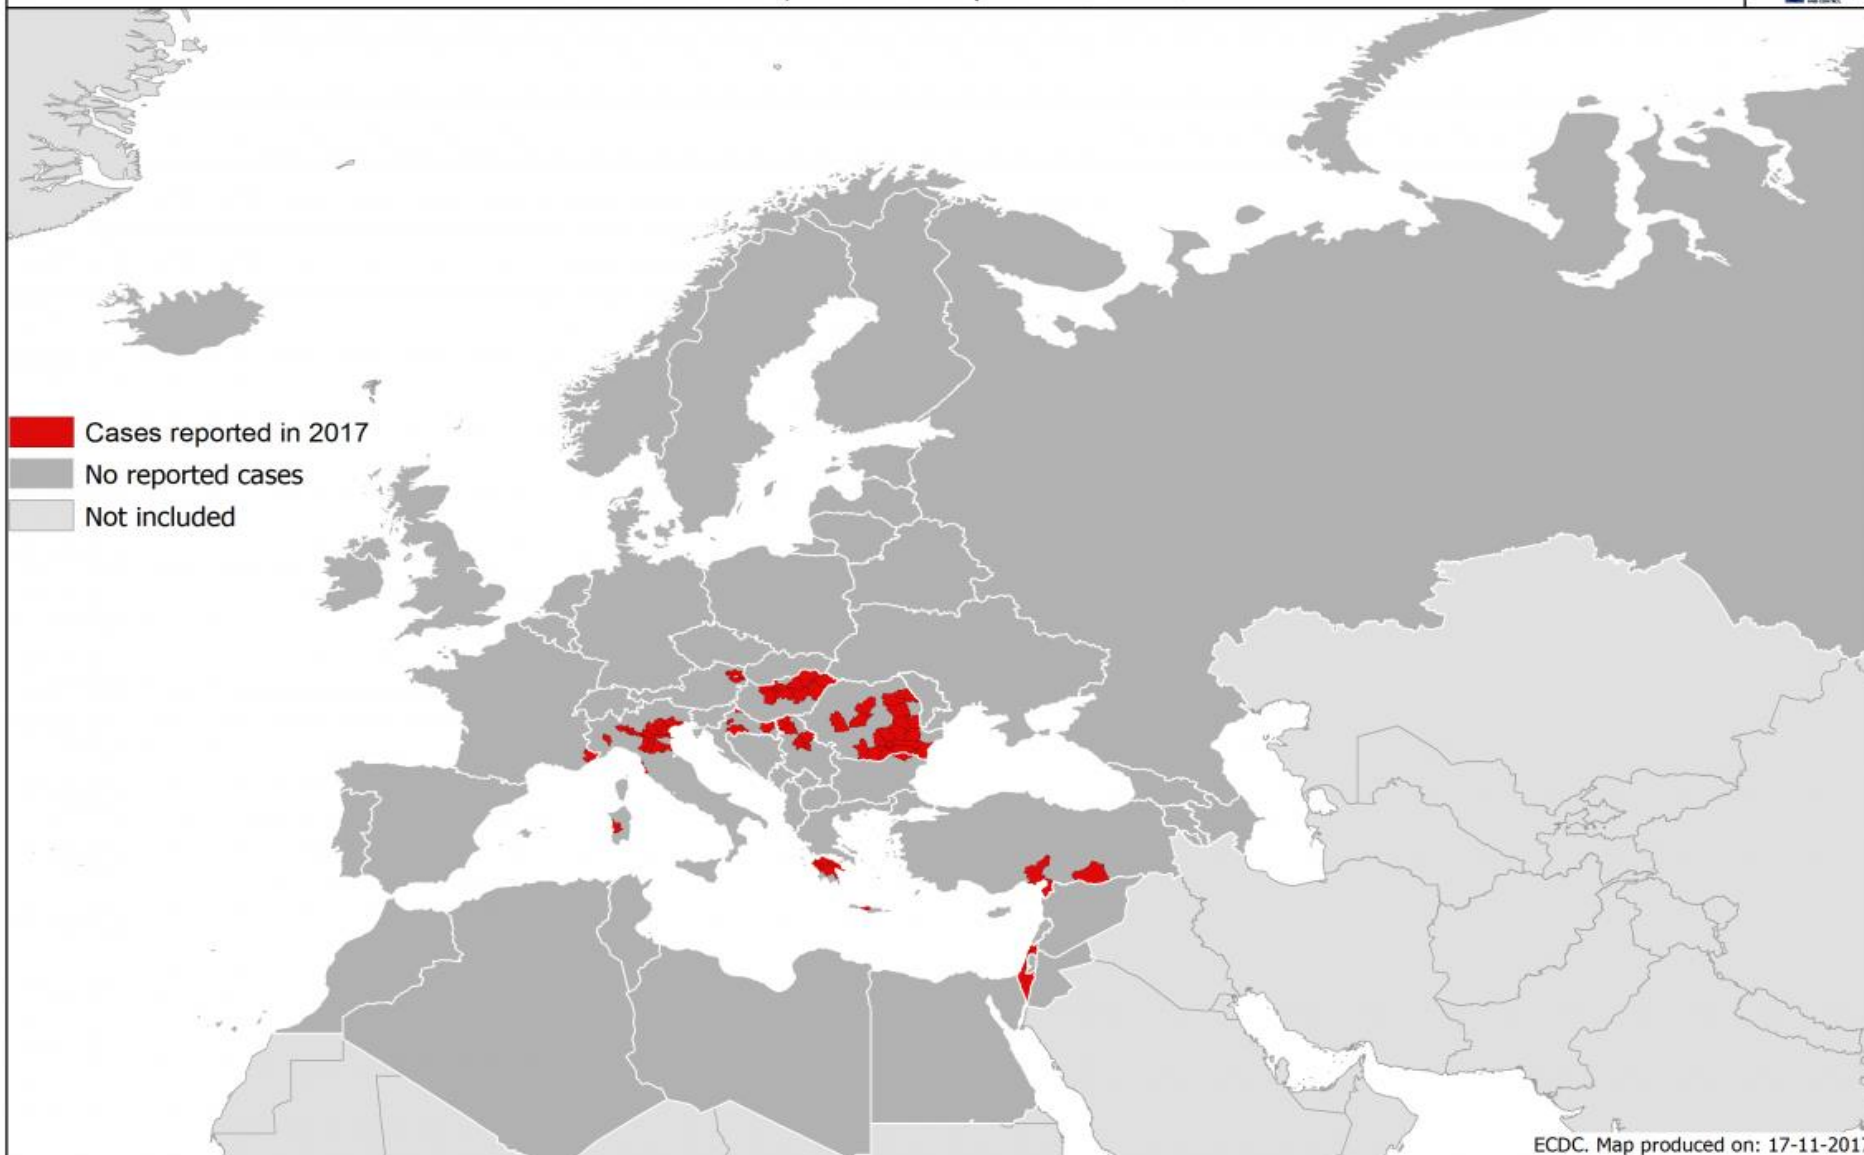 Cases reported in 2017
No reported cases
Not included
ECDC. Map produced on: 17-11-2017